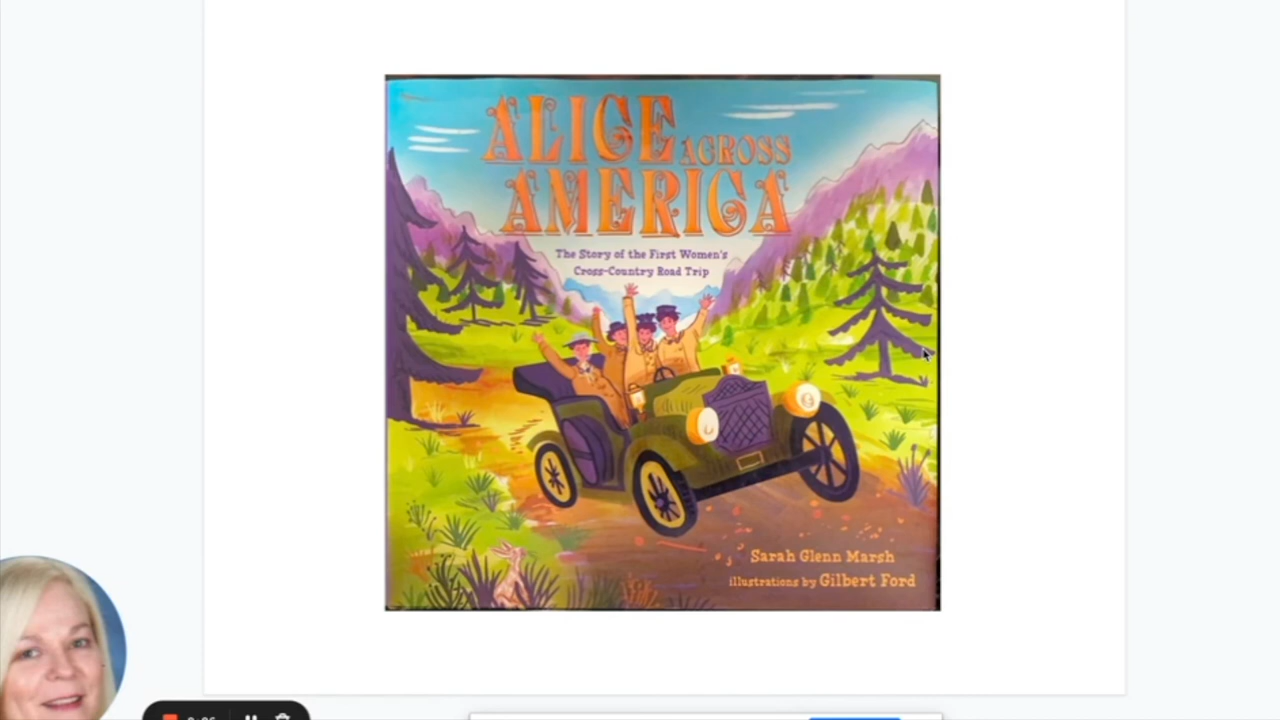 ALICE ACROSS
AMERICA
The Story of the First Women's
Cross-Country Road Trip
Sarah Glenn Marsh
illustrations by Gilbert Ford